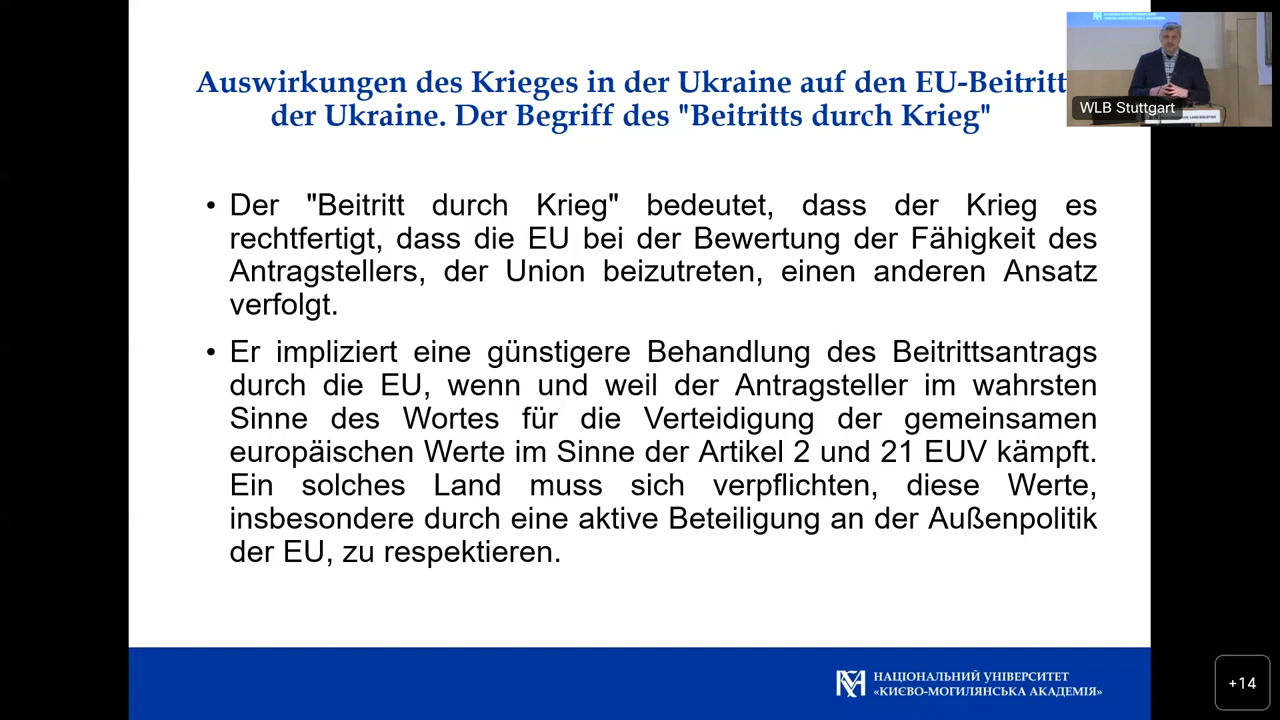 Auswirkungen des Krieges in der Ukraine auf den EU-Beitritt
der Ukraine. Der Begriff des "Beitritts durch Krieg"
WLB Stuttgart
• Der "Beitritt durch Krieg" bedeutet, dass der Krieg es
rechtfertigt, dass die EU bei der Bewertung der Fähigkeit des
Antragstellers, der Union beizutreten, einen anderen Ansatz
verfolgt.
• Er impliziert eine günstigere Behandlung des Beitrittsantrags
durch die EU, wenn und weil der Antragsteller im wahrsten
Sinne des Wortes für die Verteidigung der gemeinsamen
europäischen Werte im Sinne der Artikel 2 und 21 EUV kämpft.
Ein solches Land muss sich verpflichten, diese Werte,
insbesondere durch eine aktive Beteiligung an der Außenpolitik
der EU, zu respektieren.
НАЦІОНАЛЬНИЙ УНІВЕРСИТЕТ
«КИЄВО-МОГИЛЯНСЬКА АКАДЕМІЯ»
+14